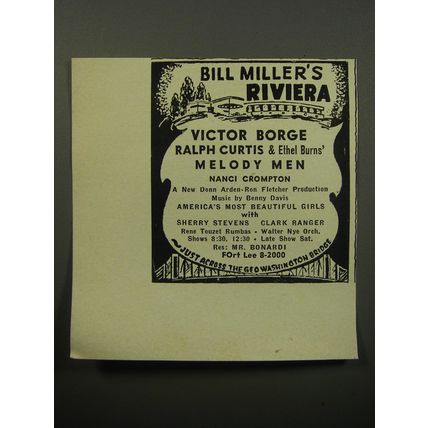 BILL MILLER'S
RIVIERA
VICTOR BORGE
RALPH CURTIS & Ethel Burns'
MELODY MEN
NANCI CROMPTON
A New Donn Arden-Ron Fletcher Production
Music by Benny Davis
AMERICA'S MOST BEAUTIFUL GIRLS
with
SHERRY STEVENS CLARK RANGER
Rene Touzet Rumbas • Walter Nye Orch.
Shows 8:30, 12:30 • Late Show Sat.
Res: MR. BONARDI
FOrt Lee 8-2000
JUST ACROSS THE GEO WASHINGTON BRIDGE